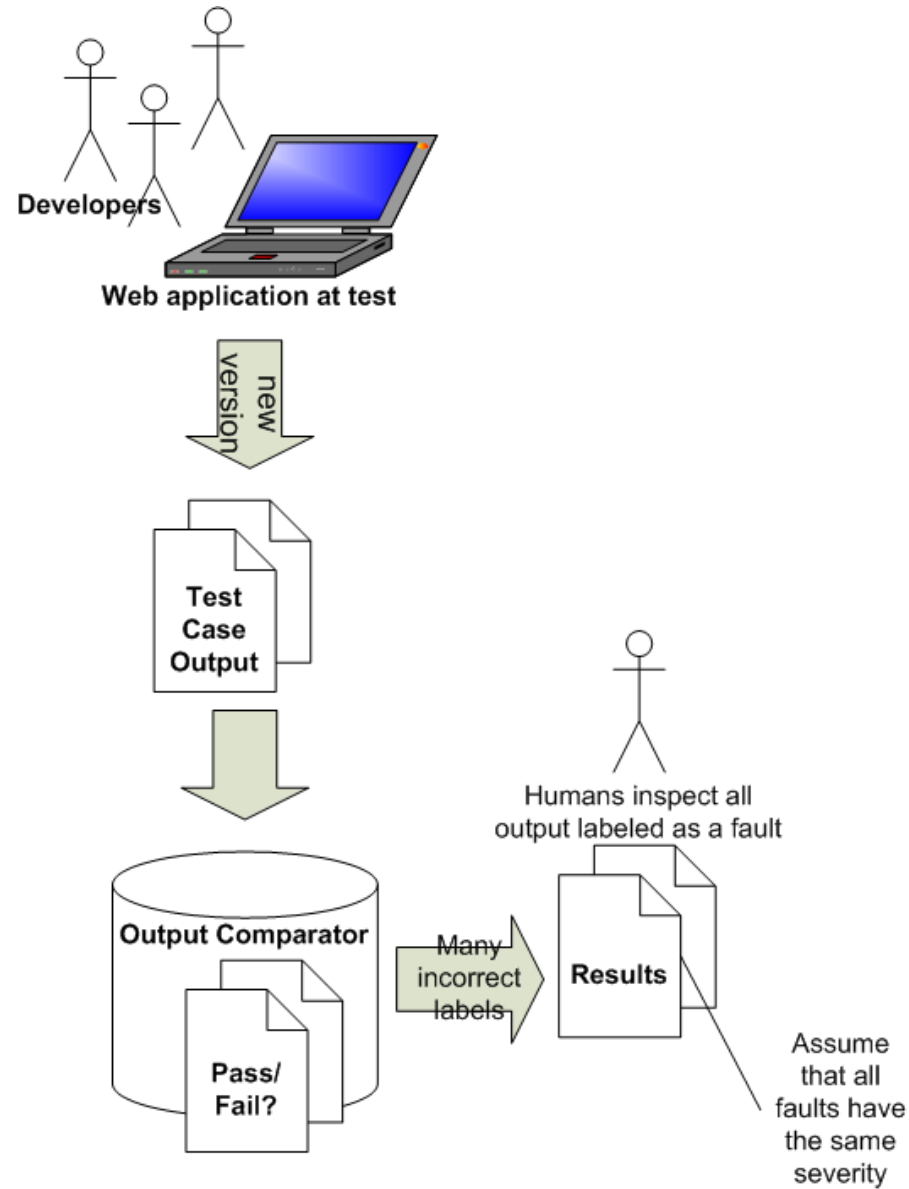 Developers
Web application at test
new
version
Test
Case
Output
Humans inspect all
output labeled as a fault
Output Comparator
Pass/
Fail?
Many
incorrect
labels
Results
Assume
that all
faults have
the same
severity